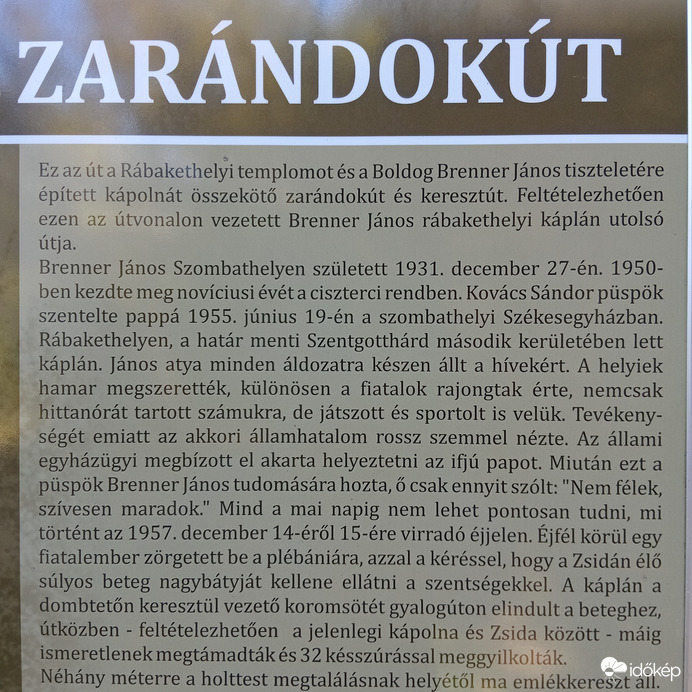 ZARÁNDOKÚT
Ez az út a Rábakethelyi templomot és a Boldog Brenner János tiszteletére
épített kápolnát összekötő zarándokút és keresztút. Feltételezhetően
ezen az útvonalon vezetett Brenner János rábakethelyi káplán utolsó
útja.
Brenner János Szombathelyen született 1931. december 27-én. 1950-
ben kezdte meg novíciusi évét a ciszterci rendben. Kovács Sándor püspök
szentelte pappá 1955. június 19-én a szombathelyi Székesegyházban.
Rábakethelyen, a határ menti Szentgotthárd második kerületében lett
káplán. János atya minden áldozatra készen állt a hívekért. A helyiek
hamar megszerették, különösen a fiatalok rajongtak érte, nemcsak
hittanórát tartott számukra, de játszott és sportolt is velük. Tevékeny-
ségét emiatt az akkori államhatalom rossz szemmel nézte. Az állami
egyházügyi megbízott el akarta helyeztetni az ifjú papot. Miután ezt a
püspök Brenner János tudomására hozta, ő csak ennyit szólt: "Nem félek,
szívesen maradok." Mind a mai napig nem lehet pontosan tudni, mi
történt az 1957. december 14-éről 15-ére virradó éjjelen. Éjfél körül egy
fiatalember zörgetett be a plébániára, azzal a kéréssel, hogy a Zsidán élő
súlyos beteg nagybátyját kellene ellátni a szentségekkel. A káplán a
dombtetőn keresztül vezető koromsötét gyalogúton elindult a beteghez,
útközben - feltételezhetően a jelenlegi kápolna és Zsida között - máig
ismeretlenek megtámadták és 32 késszúrással meggyilkolták.
Néhány méterre a holttest megtalálásnak helyétől ma emlékkereszt áll.
időkép